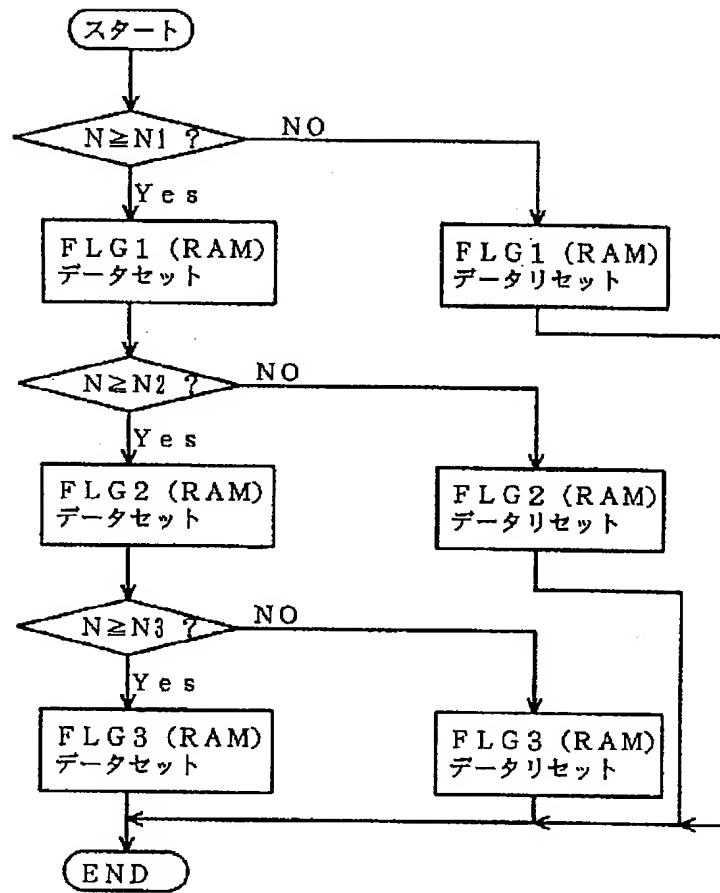 スタート
N≧N1 ?
NO
Yes
FLG1 (RAM)
データセット
FLG1 (RAM)
データリセット
N≧N2 ?
NO
Yes
FLG2 (RAM)
データセット
FLG2 (RAM)
データリセット
N≧N3 ?
NO
Yes
FLG3 (RAM)
データセット
FLG3 (RAM)
データリセット
END